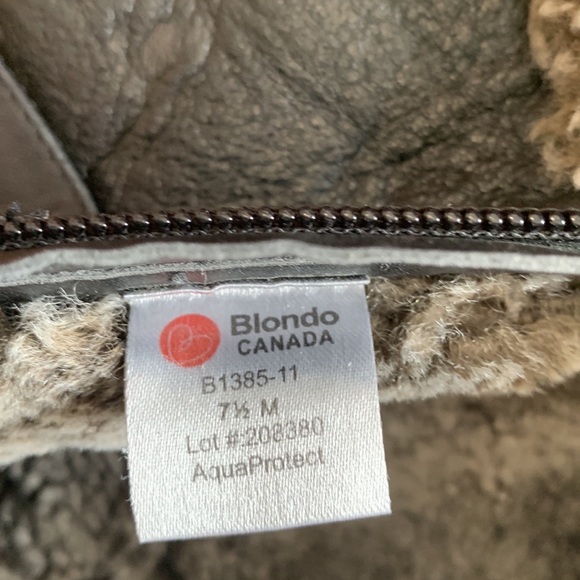 Blondo
CANADA
B1385-11
7½ M
Lot #:208380
AquaProtect